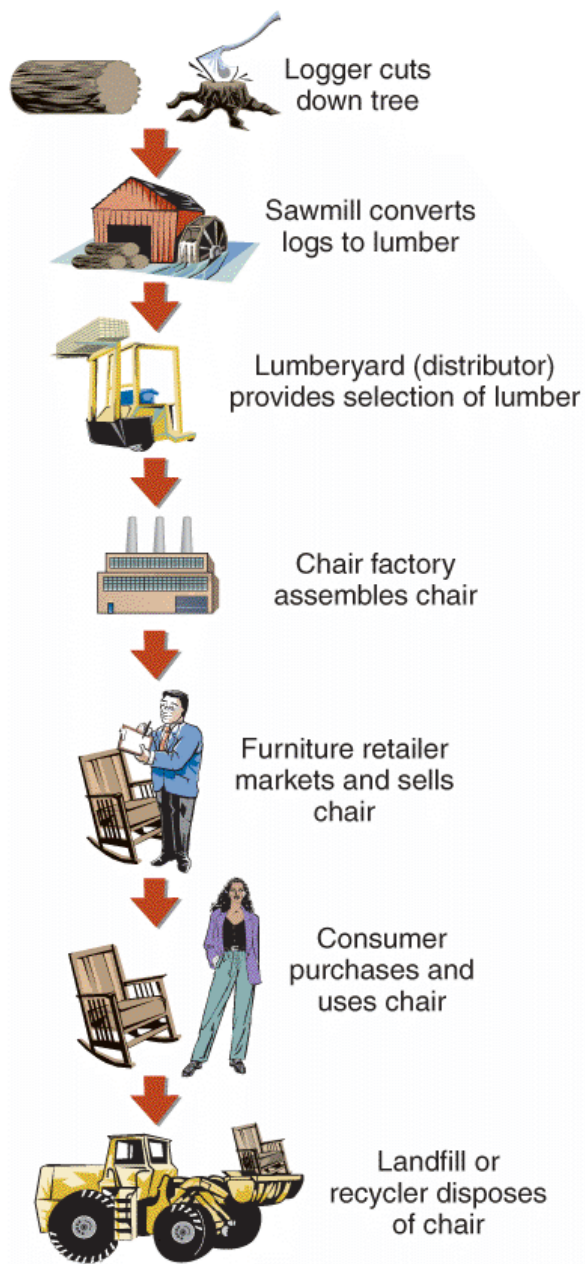 Logger cuts
down tree
Sawmill converts
logs to lumber
Lumberyard (distributor)
provides selection of lumber
Chair factory
assembles chair
Furniture retailer
markets and sells
chair
Consumer
purchases and
uses chair
Landfill or
recycler disposes
of chair